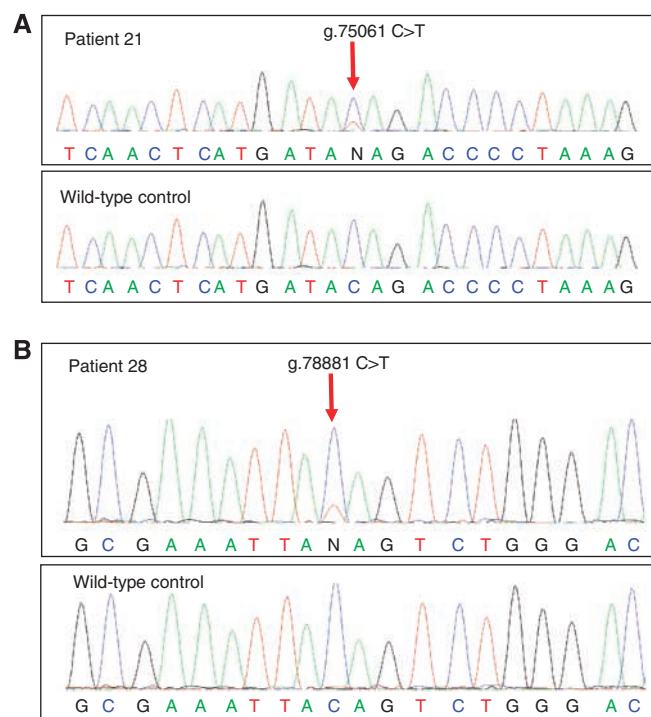 A
Patient 21
g.75061 C>T
T C A A C T C A T G A T A N A G A C C C C T A A A G
Wild-type control
T C A A C T C A T G A T A C A G A C C C C T A A A G
B
Patient 28
g.78881 C>T
G C G A A A T T A N A G T C T G G G A C
Wild-type control
G C G A A A T T A C A G T C T G G G A C